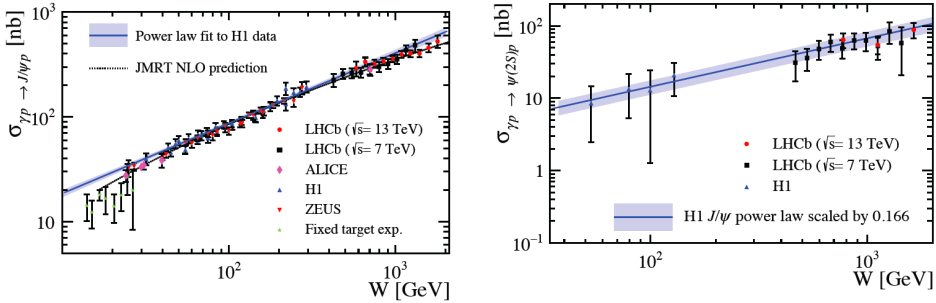 σγp → J/ψp [nb]
10³
10²
10
Power law fit to H1 data
JMRT NLO prediction
LHCb (√s= 13 TeV)
LHCb (√s= 7 TeV)
ALICE
H1
ZEUS
Fixed target exp.
10²
10³
W [GeV]
σγp → ψ(2S)p [nb]
10²
10
1
10⁻¹
LHCb (√s= 13 TeV)
LHCb (√s= 7 TeV)
H1
H1 J/ψ power law scaled by 0.166
10²
10³
W [GeV]